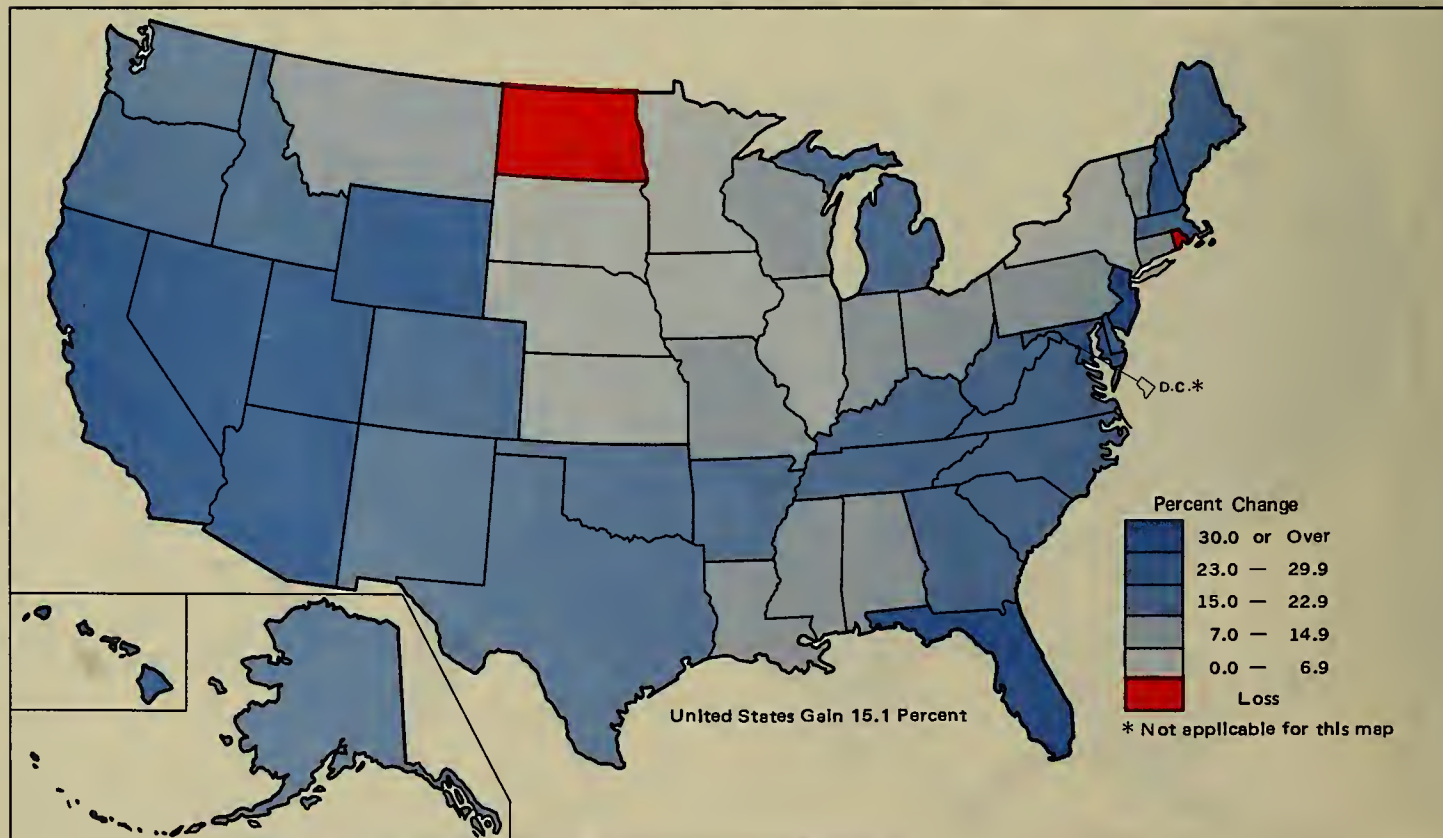 D.C.*
Percent Change
30.0 or Over
23.0 — 29.9
15.0 — 22.9
7.0 — 14.9
0.0 — 6.9
Loss
United States Gain 15.1 Percent
* Not applicable for this map